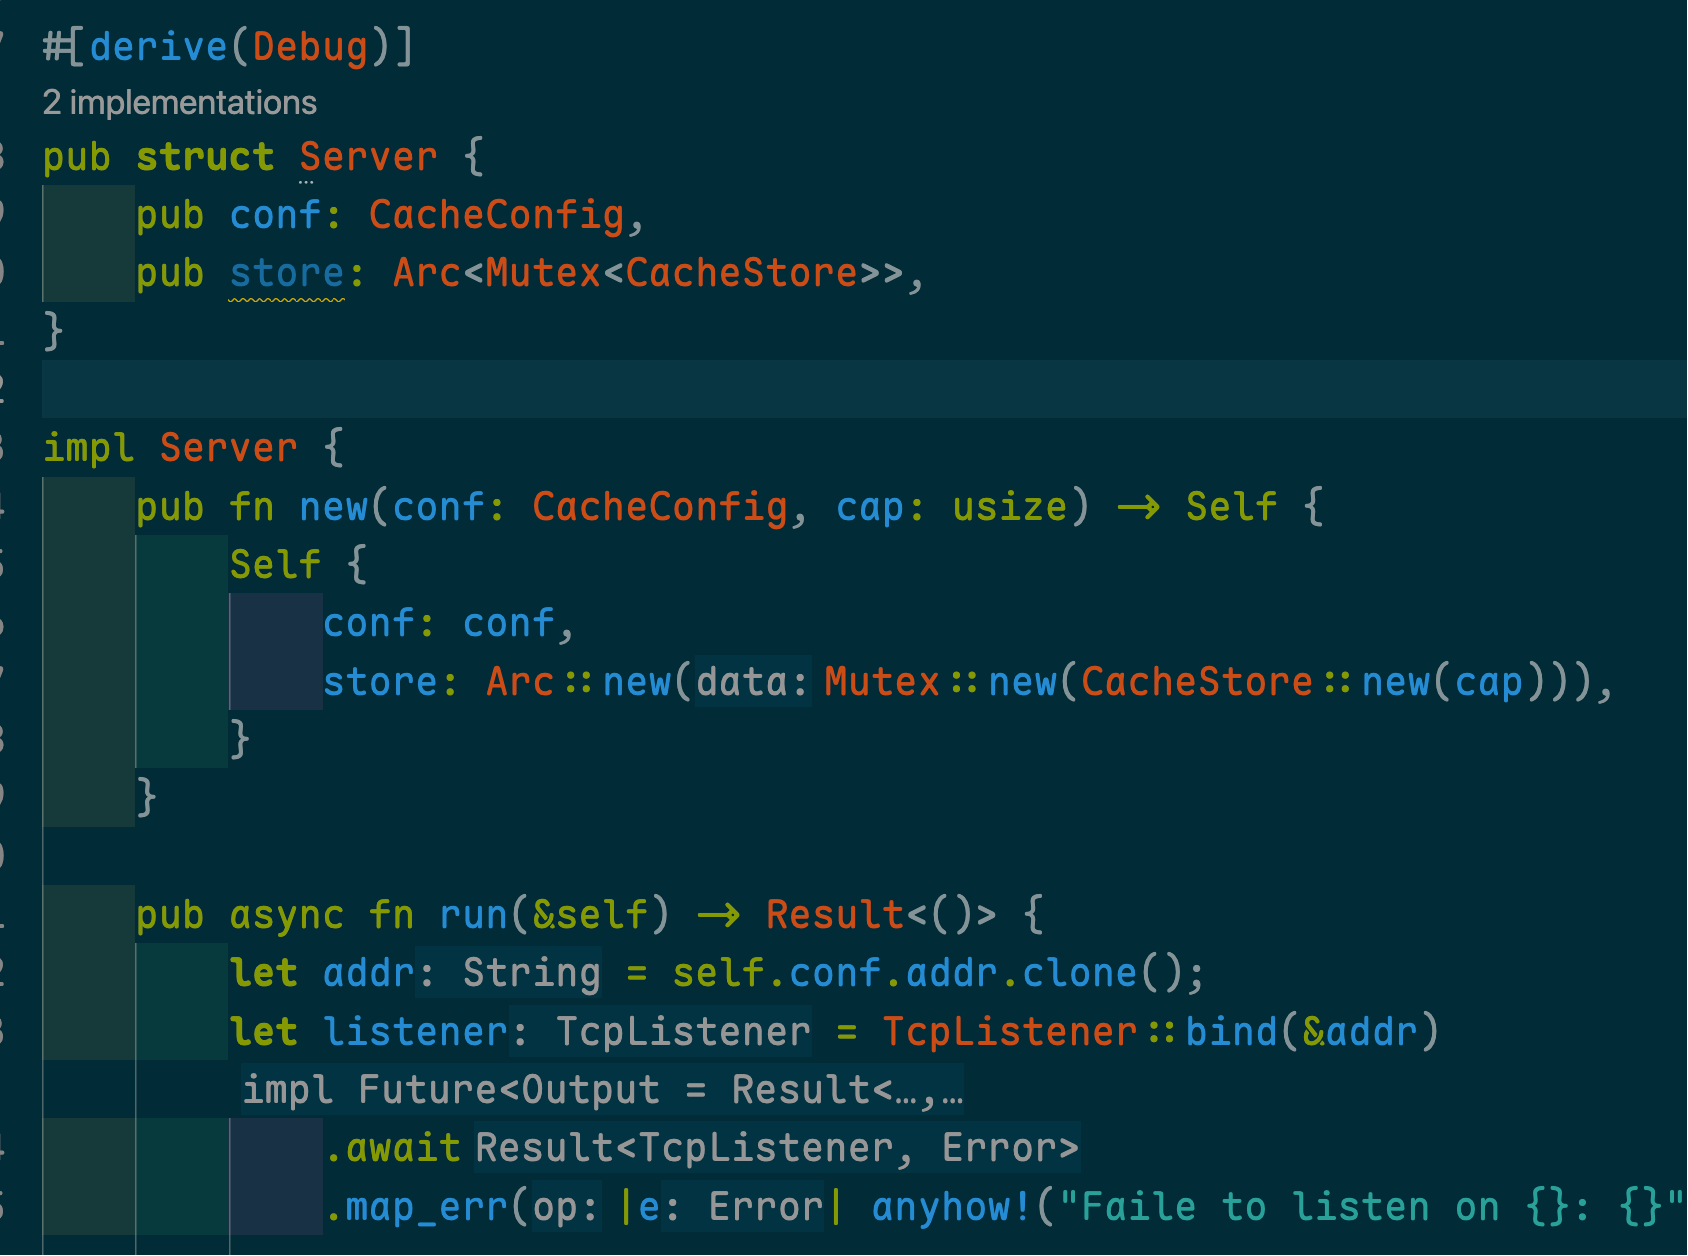 #[derive(Debug)]
2 implementations
pub struct Server {
pub conf: CacheConfig,
pub store: Arc<Mutex<CacheStore>>,
}
impl Server {
pub fn new(conf: CacheConfig, cap: usize) -> Self {
Self {
conf: conf,
store: Arc::new(data: Mutex::new(CacheStore::new(cap))),
}
}
pub async fn run(&self) -> Result<()> {
let addr: String = self.conf.addr.clone();
let listener: TcpListener = TcpListener::bind(&addr)
impl Future<Output = Result<…,…
.await Result<TcpListener, Error>
.map_err(op: |e: Error| anyhow!("Faile to listen on {}: {}"